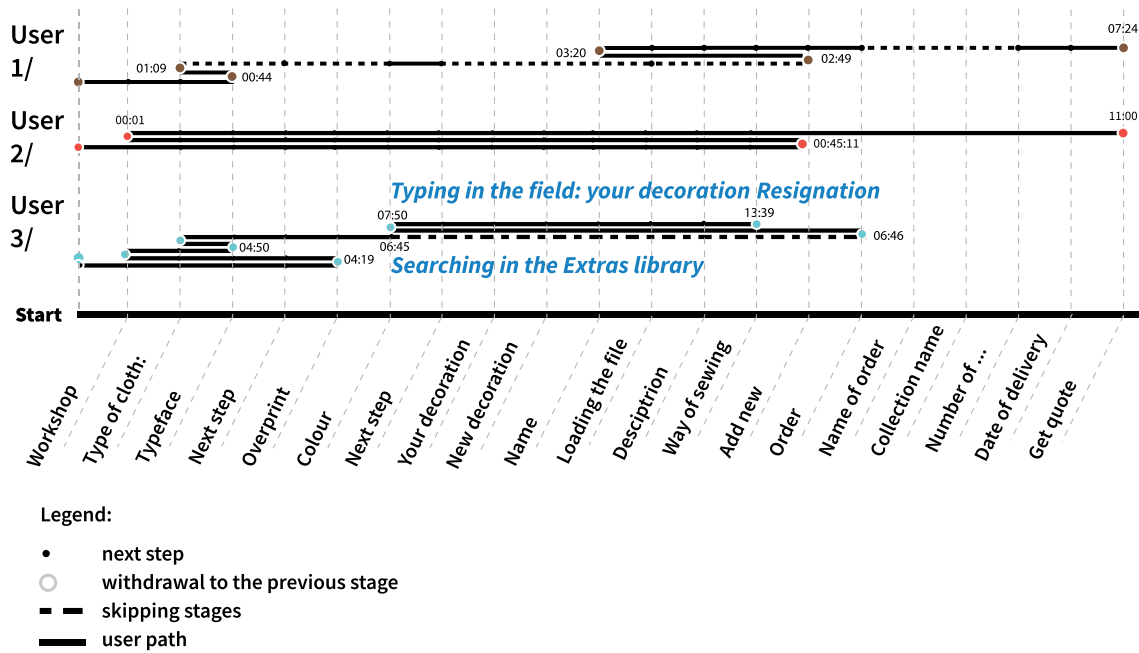 User
1/
07:24
03:20
02:49
01:09
00:44
User
2/
00:01
11:00
00:45:11
User
3/
Typing in the field: your decoration Resignation
07:50
13:39
06:46
04:50
06:45
04:19
Searching in the Extras library
Start
Workshop
Type of cloth:
Typeface
Next step
Overprint
Colour
Next step
Your decoration
New decoration
Name
Loading the file
Desciptrion
Way of sewing
Add new
Order
Name of order
Collection name
Number of ...
Date of delivery
Get quote
Legend:
next step
withdrawal to the previous stage
skipping stages
user path